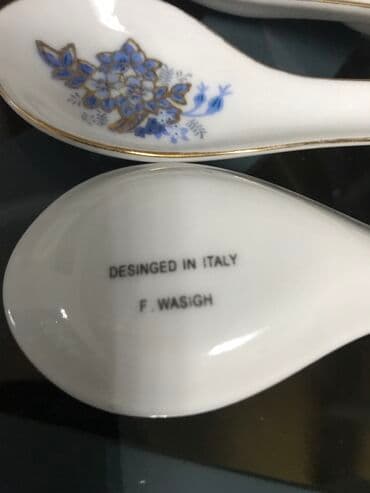 DESINGED IN ITALY
F. WASIGH